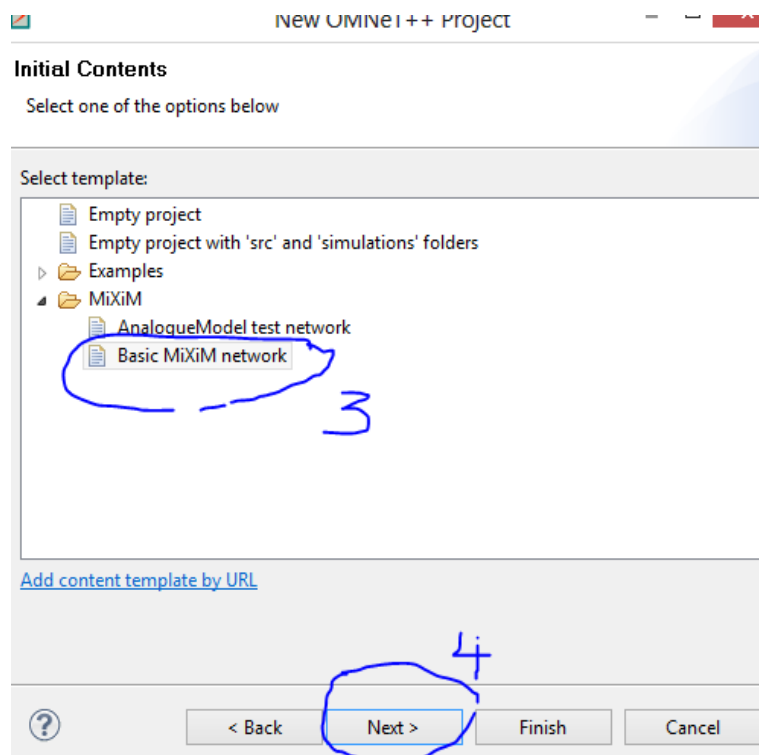 New OMNeT++ Project
Initial Contents
Select one of the options below
Select template:
Empty project
Empty project with 'src' and 'simulations' folders
Examples
MiXiM
AnalogueModel test network
Basic MiXiM network
3
Add content template by URL
4
? < Back Next > Finish Cancel